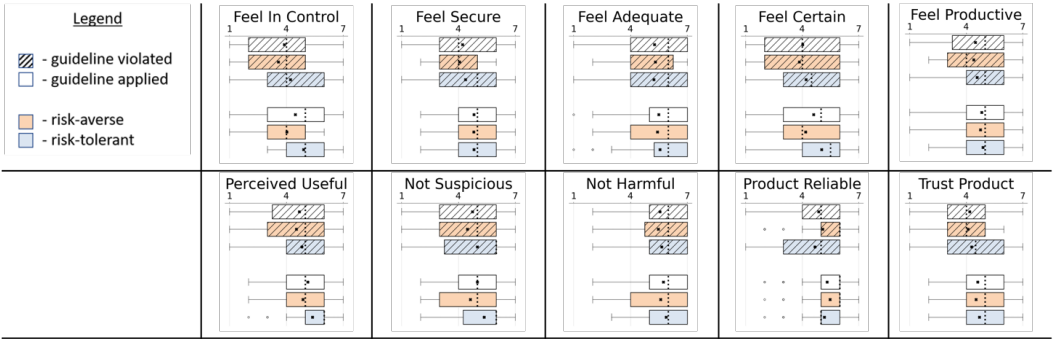 Legend
- guideline violated
- guideline applied
- risk-averse
- risk-tolerant
Feel In Control
1 4 7
Feel Secure
1 4 7
Feel Adequate
1 4 7
Feel Certain
1 4 7
Feel Productive
1 4 7
Perceived Useful
1 4 7
Not Suspicious
1 4 7
Not Harmful
1 4 7
Product Reliable
1 4 7
Trust Product
1 4 7